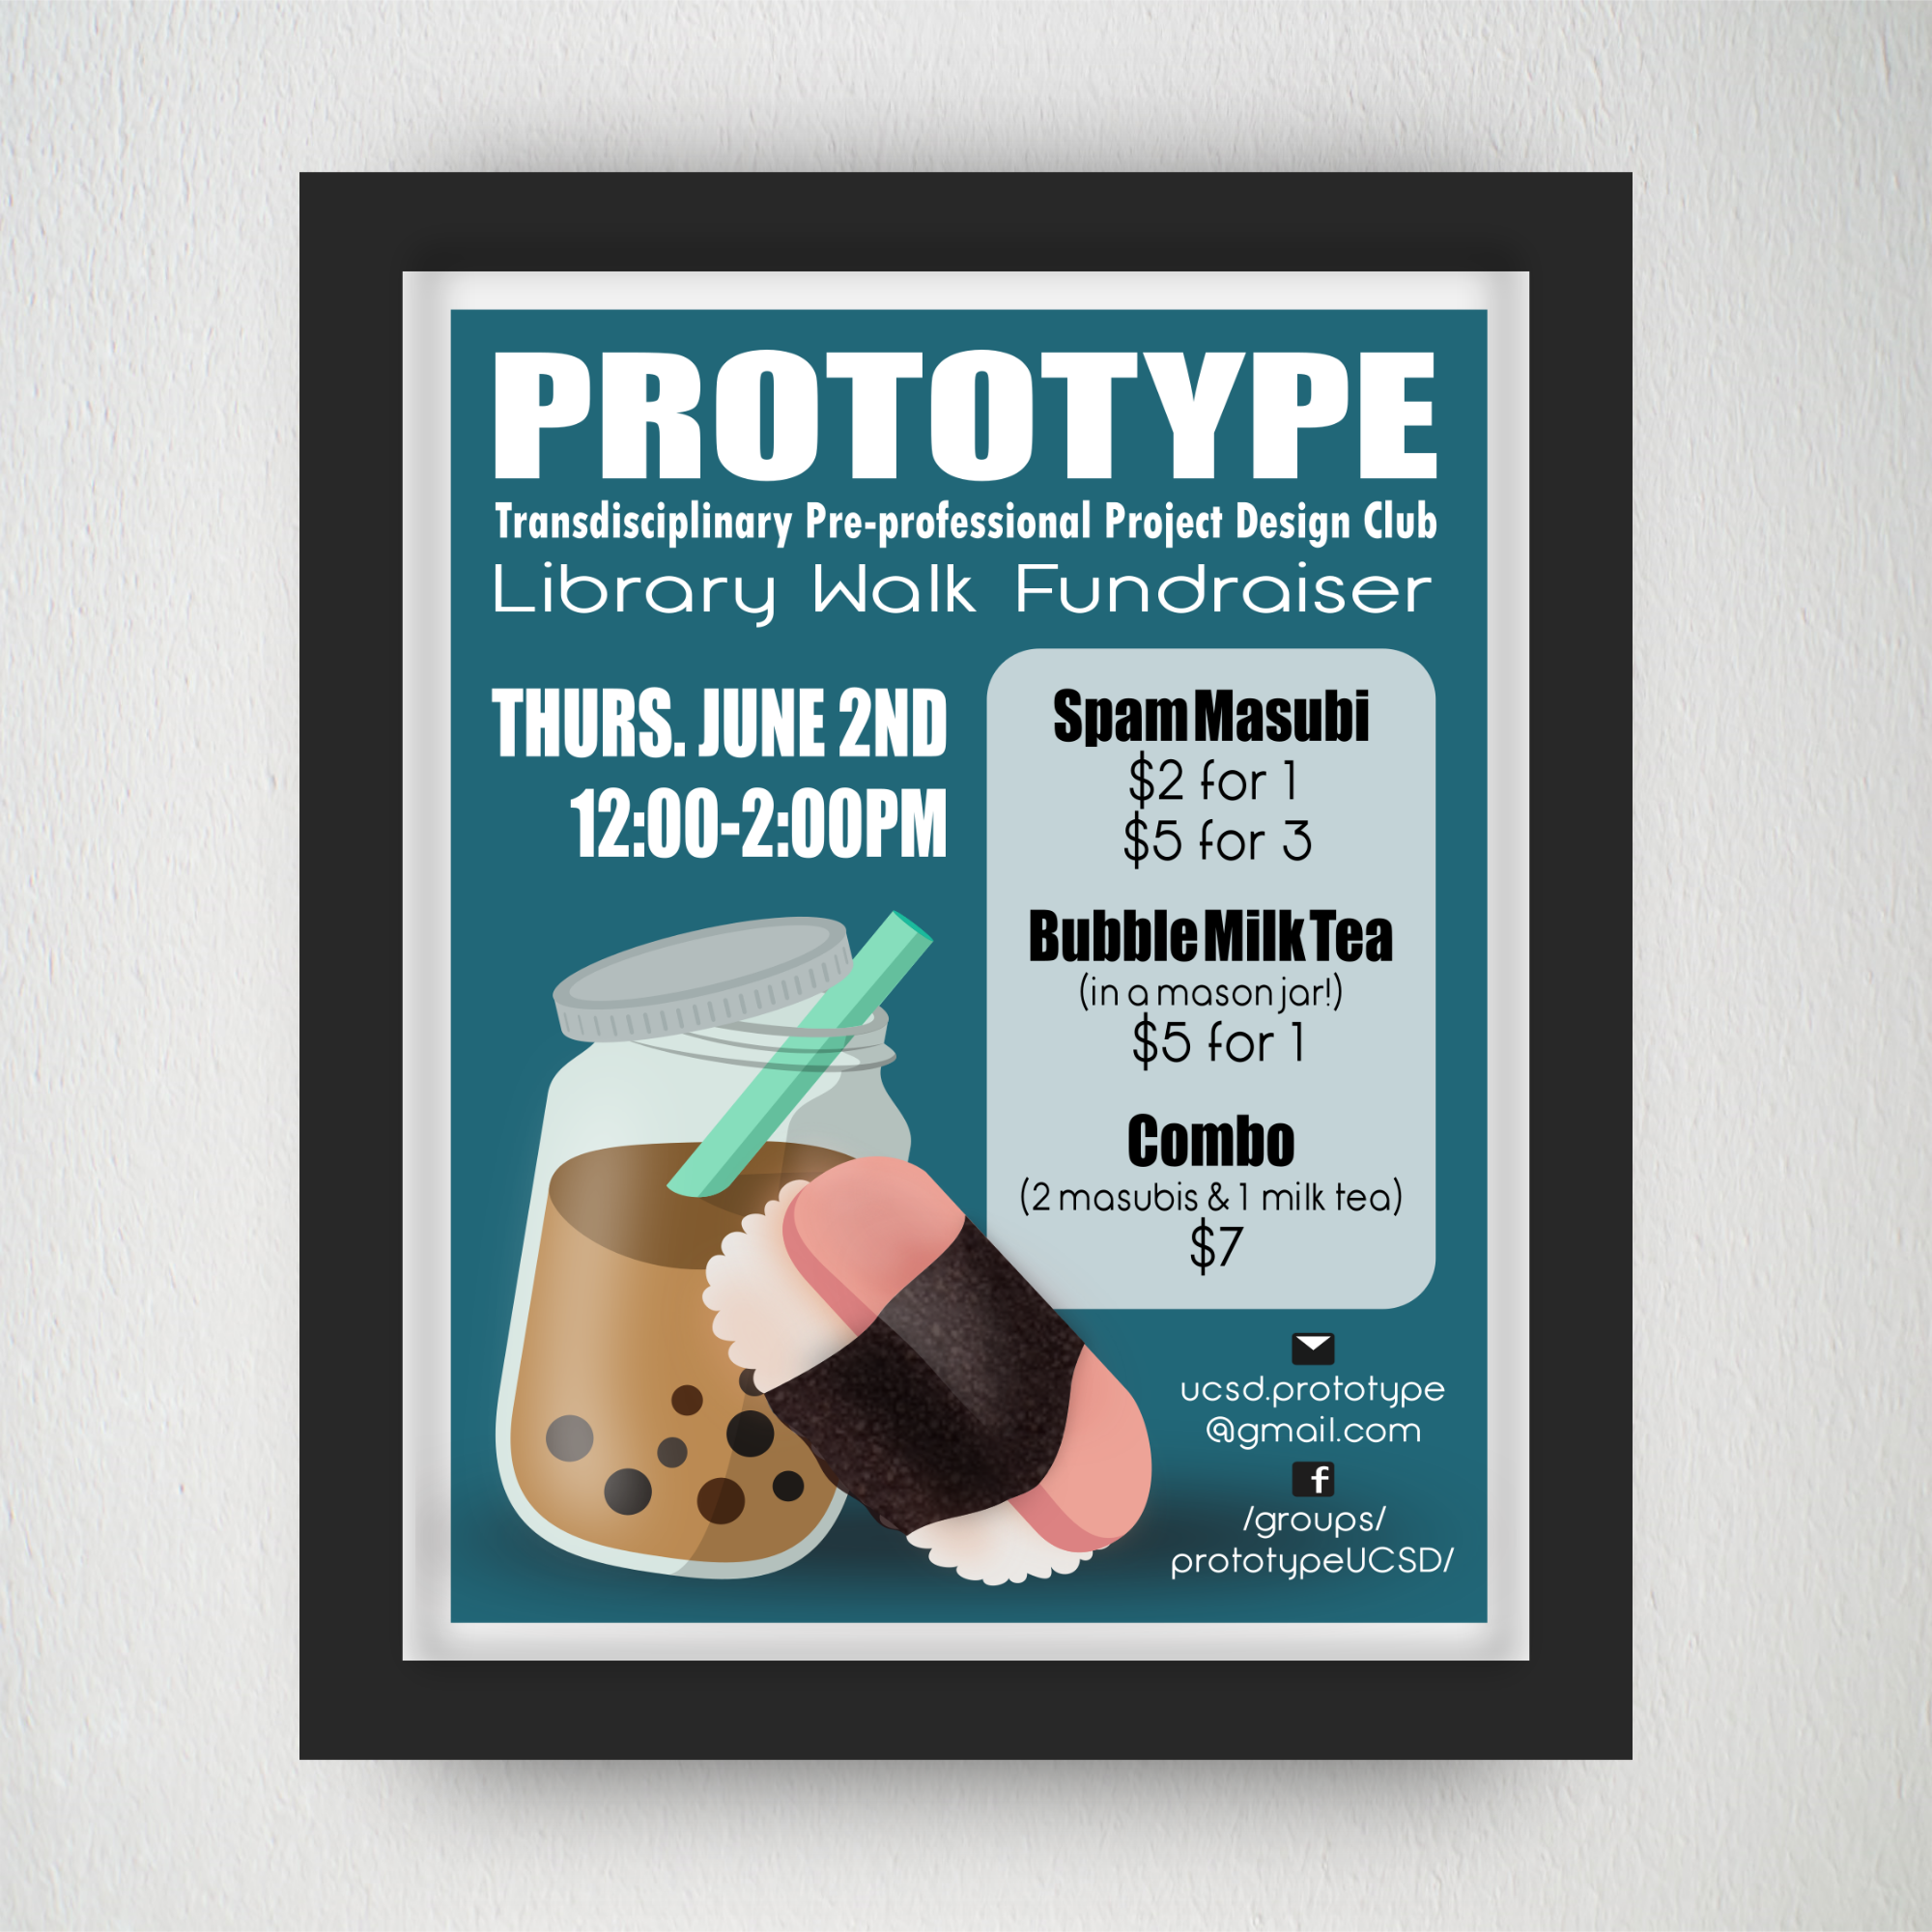 PROTOTYPE
Transdisciplinary Pre-professional Project Design Club
Library Walk Fundraiser
THURS. JUNE 2ND
12:00-2:00PM
Spam Masubi
$2 for 1
$5 for 3
Bubble Milk Tea
(in a mason jar!)
$5 for 1
Combo
(2 masubis & 1 milk tea)
$7
ucsd.prototype
@gmail.com
f
/groups/
prototypeUCSD/